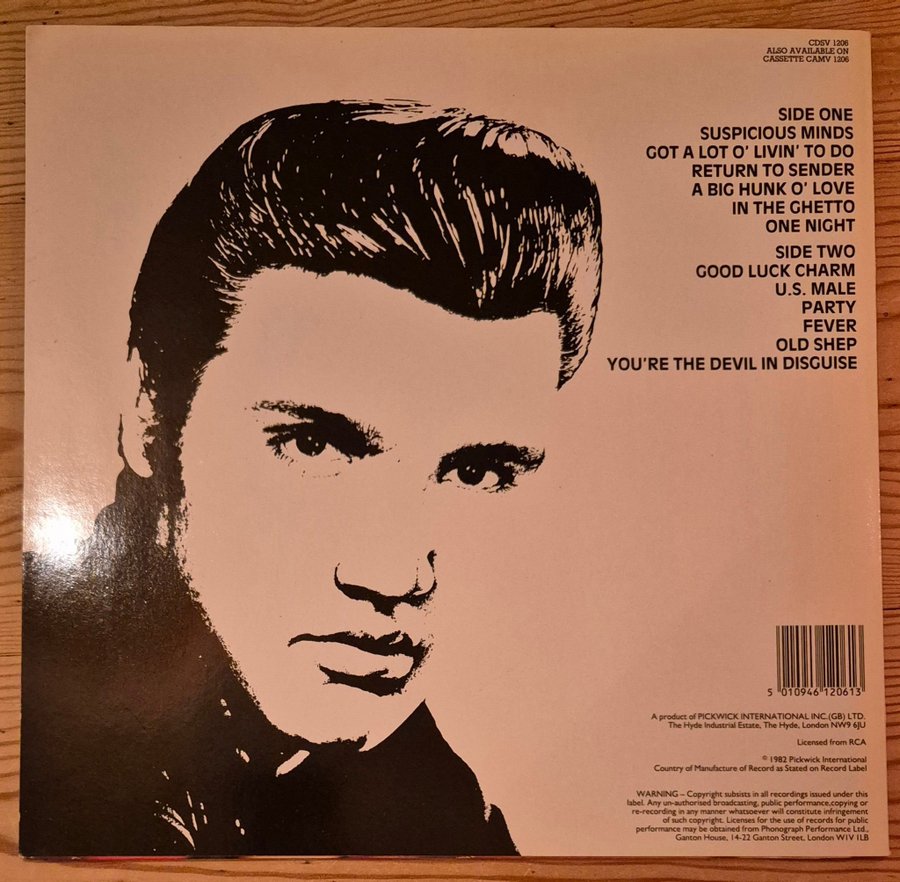 CDSV 1206
ALSO AVAILABLE ON
CASSETTE CAMV 1206
SIDE ONE
SUSPICIOUS MINDS
GOT A LOT O' LIVIN' TO DO
RETURN TO SENDER
A BIG HUNK O' LOVE
IN THE GHETTO
ONE NIGHT
SIDE TWO
GOOD LUCK CHARM
U.S. MALE
PARTY
FEVER
OLD SHEP
YOU'RE THE DEVIL IN DISGUISE
5 010946 120613
A product of PICKWICK INTERNATIONAL INC.(GB) LTD.
The Hyde Industrial Estate, The Hyde, London NW9 6JU
Licensed from RCA
℗ 1982 Pickwick International
Country of Manufacture of Record as Stated on Record Label
WARNING – Copyright subsists in all recordings issued under this
label. Any un-authorised broadcasting, public performance,copying or
re-recording in any manner whatsoever will constitute infringement
of such copyright. Licenses for the use of records for public
performance may be obtained from Phonograph Performance Ltd.,
Ganton House, 14-22 Ganton Street, London W1V 1LB